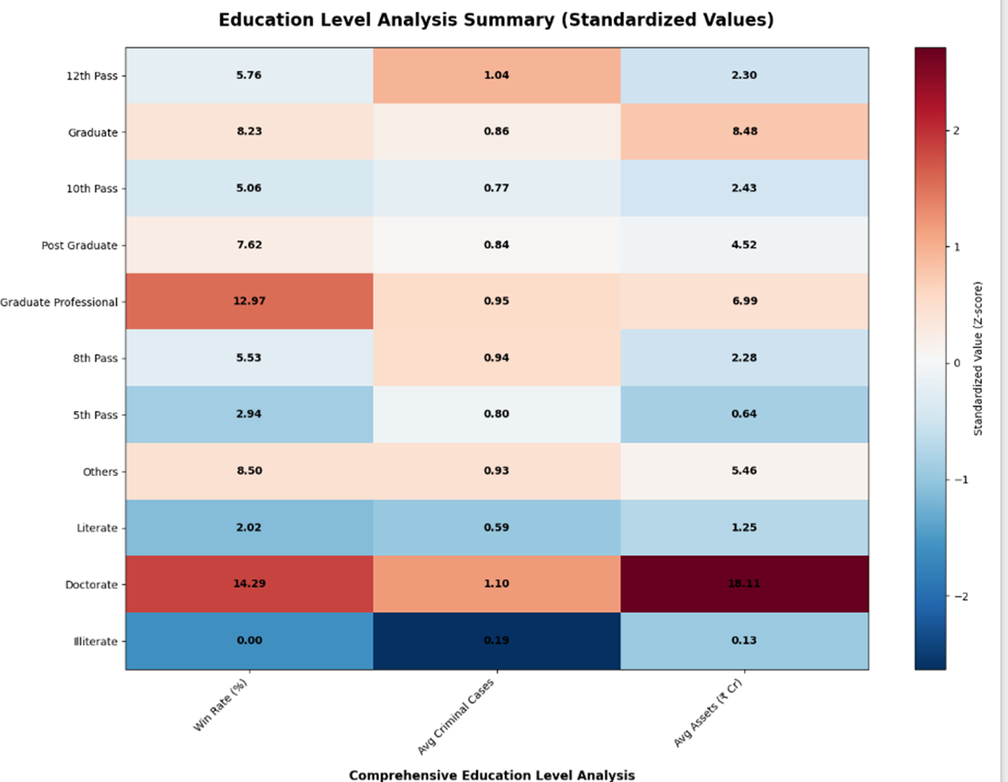 Education Level Analysis Summary (Standardized Values)
12th Pass 5.76 1.04 2.30
Graduate 8.23 0.86 8.48
10th Pass 5.06 0.77 2.43
Post Graduate 7.62 0.84 4.52
Graduate Professional 12.97 0.95 6.99
8th Pass 5.53 0.94 2.28
5th Pass 2.94 0.80 0.64
Others 8.50 0.93 5.46
Literate 2.02 0.59 1.25
Doctorate 14.29 1.10 18.11
Illiterate 0.00 0.19 0.13
Win Rate (%)
Avg Criminal Cases
Avg Assets (₹ Cr)
Comprehensive Education Level Analysis
2
1
0
−1
−2
Standardized Value (Z-score)